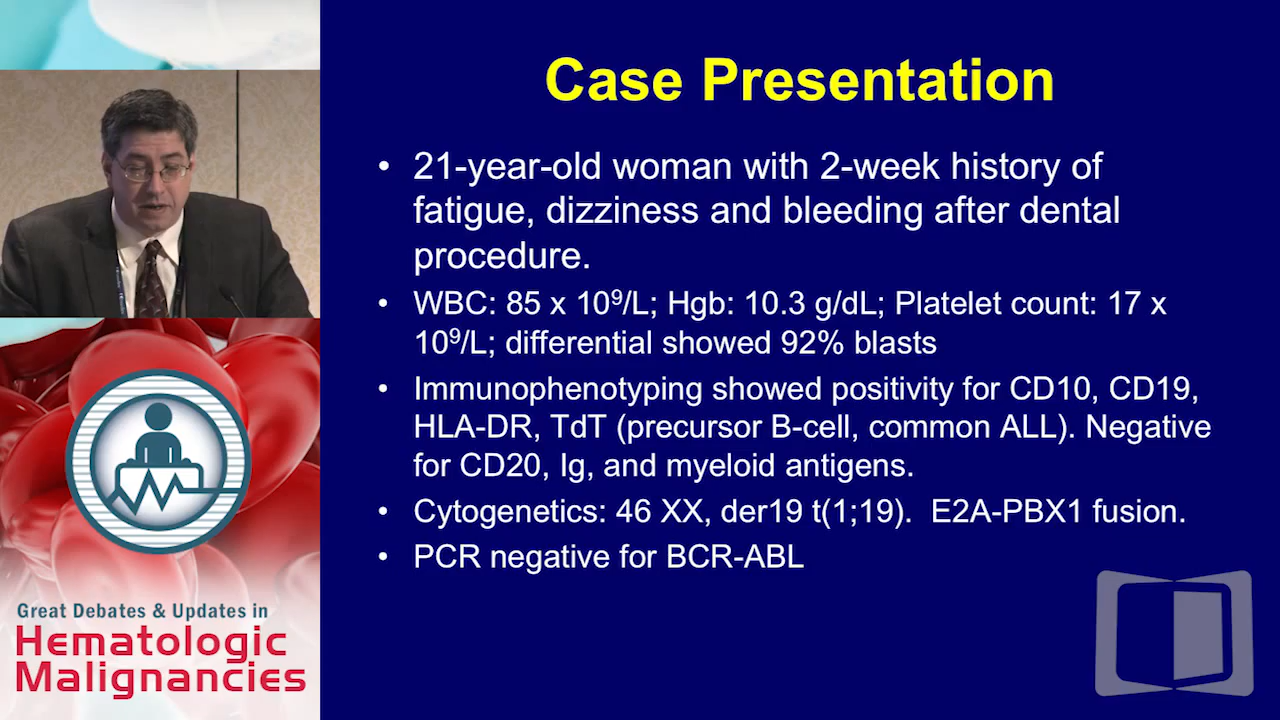 Case Presentation
• 21-year-old woman with 2-week history of
fatigue, dizziness and bleeding after dental
procedure.
• WBC: 85 x 10⁹/L; Hgb: 10.3 g/dL; Platelet count: 17 x
10⁹/L; differential showed 92% blasts
• Immunophenotyping showed positivity for CD10, CD19,
HLA-DR, TdT (precursor B-cell, common ALL). Negative
for CD20, Ig, and myeloid antigens.
• Cytogenetics: 46 XX, der19 t(1;19). E2A-PBX1 fusion.
• PCR negative for BCR-ABL
Great Debates & Updates in
Hematologic
Malignancies